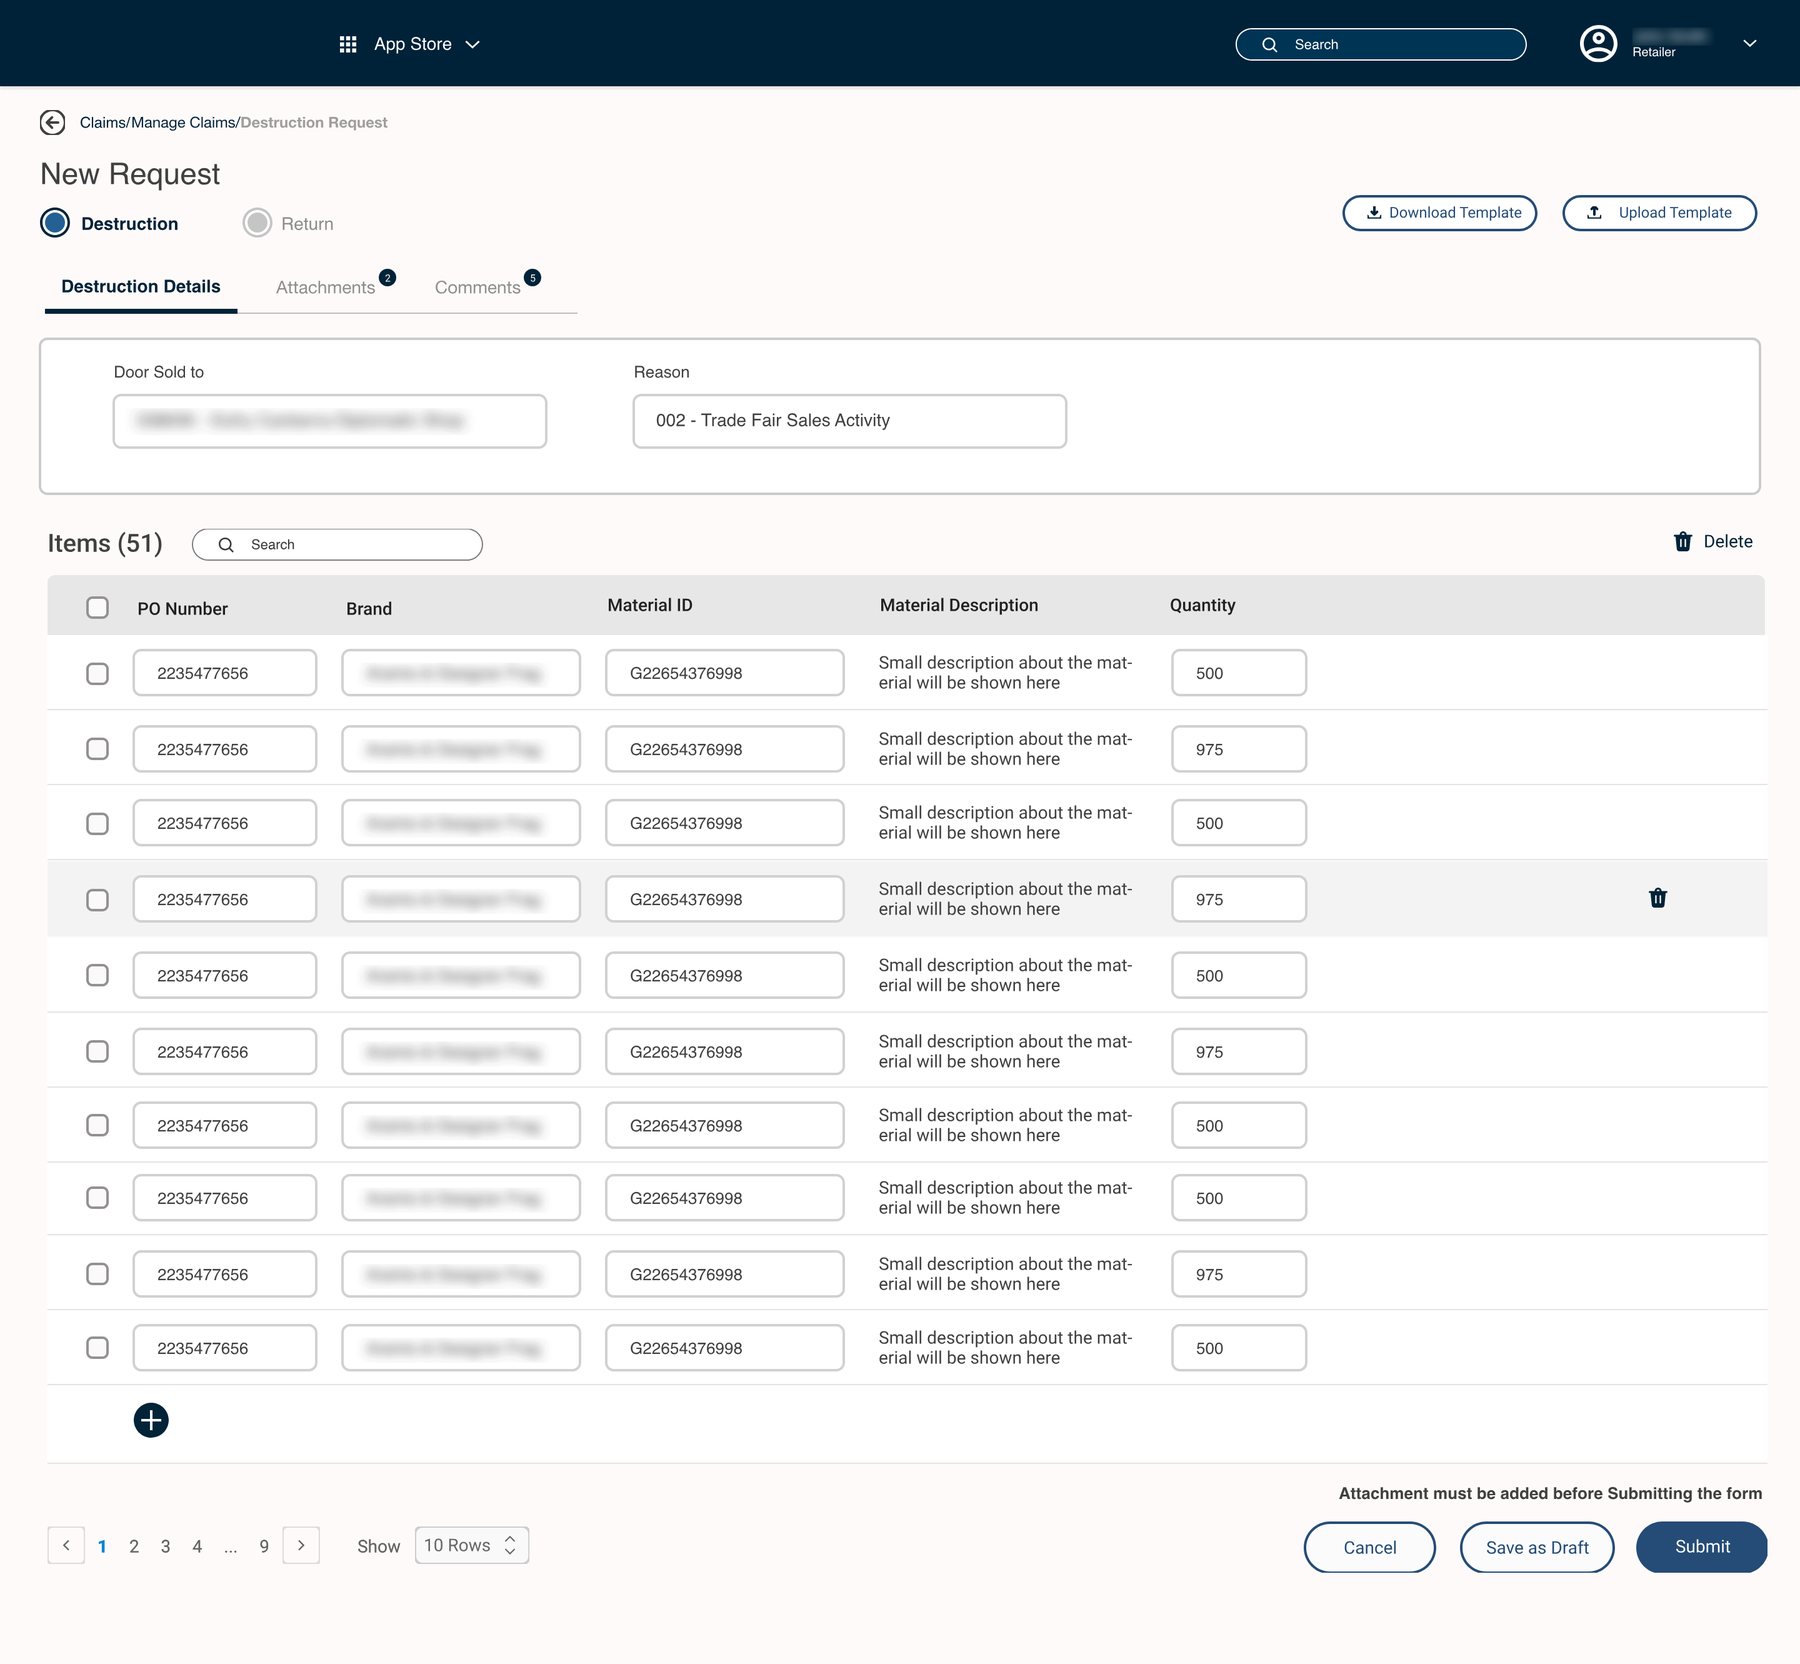 App Store
Search
Retailer
Claims/Manage Claims/Destruction Request
New Request
Destruction
Return
Download Template
Upload Template
Destruction Details
Attachments 2
Comments 5
Door Sold to
Reason
002 - Trade Fair Sales Activity
Items (51)
Search
Delete
PO Number Brand Material ID Material Description Quantity
2235477656 G22654376998 Small description about the mat-
erial will be shown here 500
2235477656 G22654376998 Small description about the mat-
erial will be shown here 975
2235477656 G22654376998 Small description about the mat-
erial will be shown here 500
2235477656 G22654376998 Small description about the mat-
erial will be shown here 975
2235477656 G22654376998 Small description about the mat-
erial will be shown here 500
2235477656 G22654376998 Small description about the mat-
erial will be shown here 975
2235477656 G22654376998 Small description about the mat-
erial will be shown here 500
2235477656 G22654376998 Small description about the mat-
erial will be shown here 500
2235477656 G22654376998 Small description about the mat-
erial will be shown here 975
2235477656 G22654376998 Small description about the mat-
erial will be shown here 500
Attachment must be added before Submitting the form
1 2 3 4 ... 9
Show 10 Rows
Cancel
Save as Draft
Submit